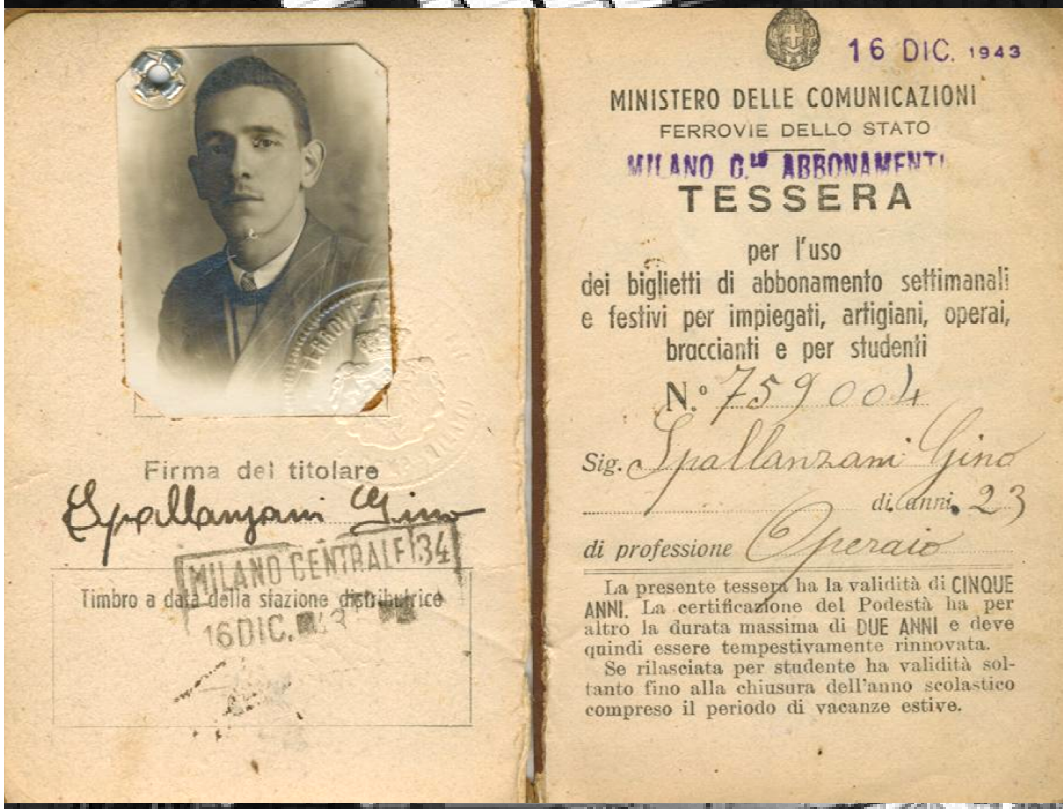 Firma del titolare
Spallanzani Gino
MILANO CENTRALE 34
Timbro a data della stazione distributrice
16 DIC. 43
16 DIC. 1943
MINISTERO DELLE COMUNICAZIONI
FERROVIE DELLO STATO
MILANO C.LE ABBONAMENTI
TESSERA
per l'uso
dei biglietti di abbonamento settimanali
e festivi per impiegati, artigiani, operai,
braccianti e per studenti
N.º 759004
Sig. Spallanzani Gino
di anni 23
di professione Operaio
La presente tessera ha la validità di CINQUE
ANNI. La certificazione del Podestà ha per
altro la durata massima di DUE ANNI e deve
quindi essere tempestivamente rinnovata.
Se rilasciata per studente ha validità sol-
tanto fino alla chiusura dell'anno scolastico
compreso il periodo di vacanze estive.